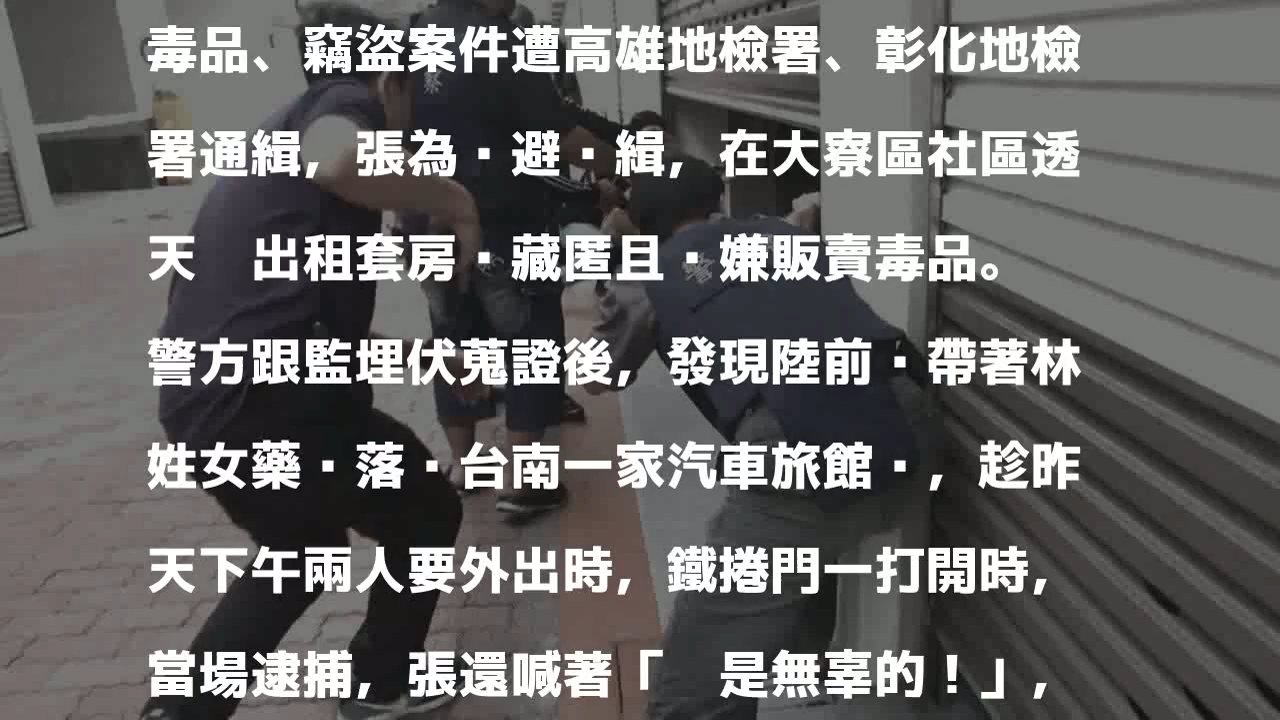 毒品、竊盜案件遭高雄地檢署、彰化地檢
署通緝，張為▪避▪緝，在大寮區社區透
天　出租套房▪藏匿且▪嫌販賣毒品。
警方跟監埋伏蒐證後，發現陸前▪帶著林
姓女藥▪落▪台南一家汽車旅館▪，趁昨
天下午兩人要外出時，鐵捲門一打開時，
當場逮捕，張還喊著「　是無辜的！」，